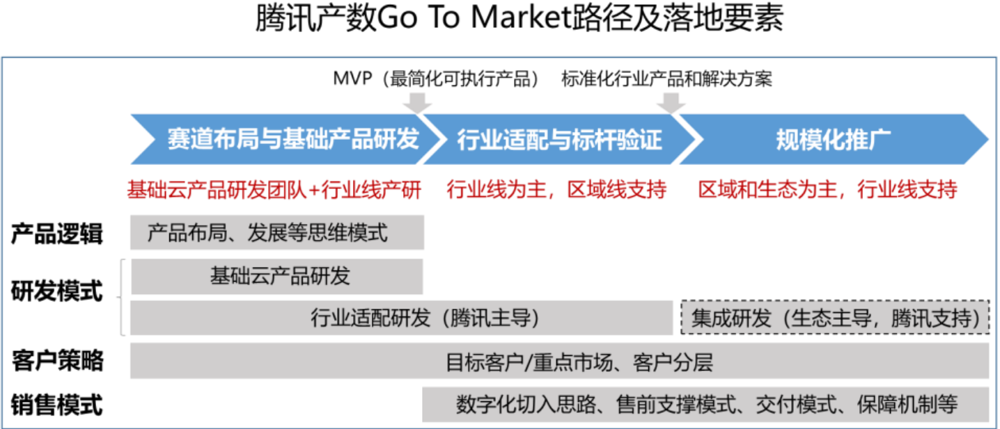 腾讯产数Go To Market路径及落地要素
MVP（最简化可执行产品）
标准化行业产品和解决方案
赛道布局与基础产品研发
行业适配与标杆验证
规模化推广
基础云产品研发团队+行业线产研
行业线为主，区域线支持
区域和生态为主，行业线支持
产品逻辑
产品布局、发展等思维模式
研发模式
基础云产品研发
行业适配研发（腾讯主导）
集成研发（生态主导，腾讯支持）
客户策略
目标客户/重点市场、客户分层
销售模式
数字化切入思路、售前支撑模式、交付模式、保障机制等